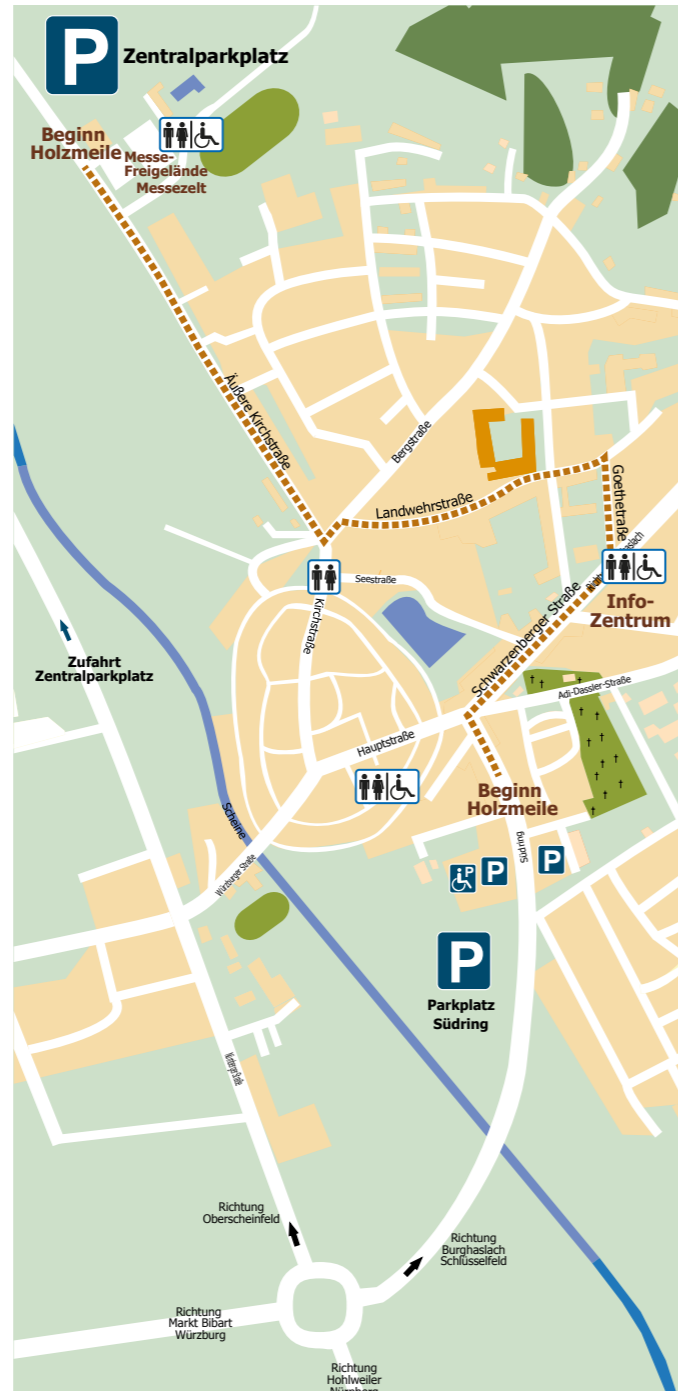 P
Zentralparkplatz
Beginn
Holzmeile
Messe-
Freigelände
Messezelt
Äußere Kirchstraße
Bergstraße
Landwehrstraße
Goethetraße
Seestraße
Kirchstraße
Info-
Zentrum
Schwarzenberger Straße
Zufahrt
Zentralparkplatz
Adi-Dassler-Straße
Hauptstraße
Beginn
Holzmeile
Scheine
Würzburger Straße
Südring
P
P
P
P
Parkplatz
Südring
Richtung
Oberscheinfeld
Richtung
Burghaslach
Schlüsselfeld
Richtung
Markt Bibart
Würzburg
Richtung
Hohlweiler
Nürnberg